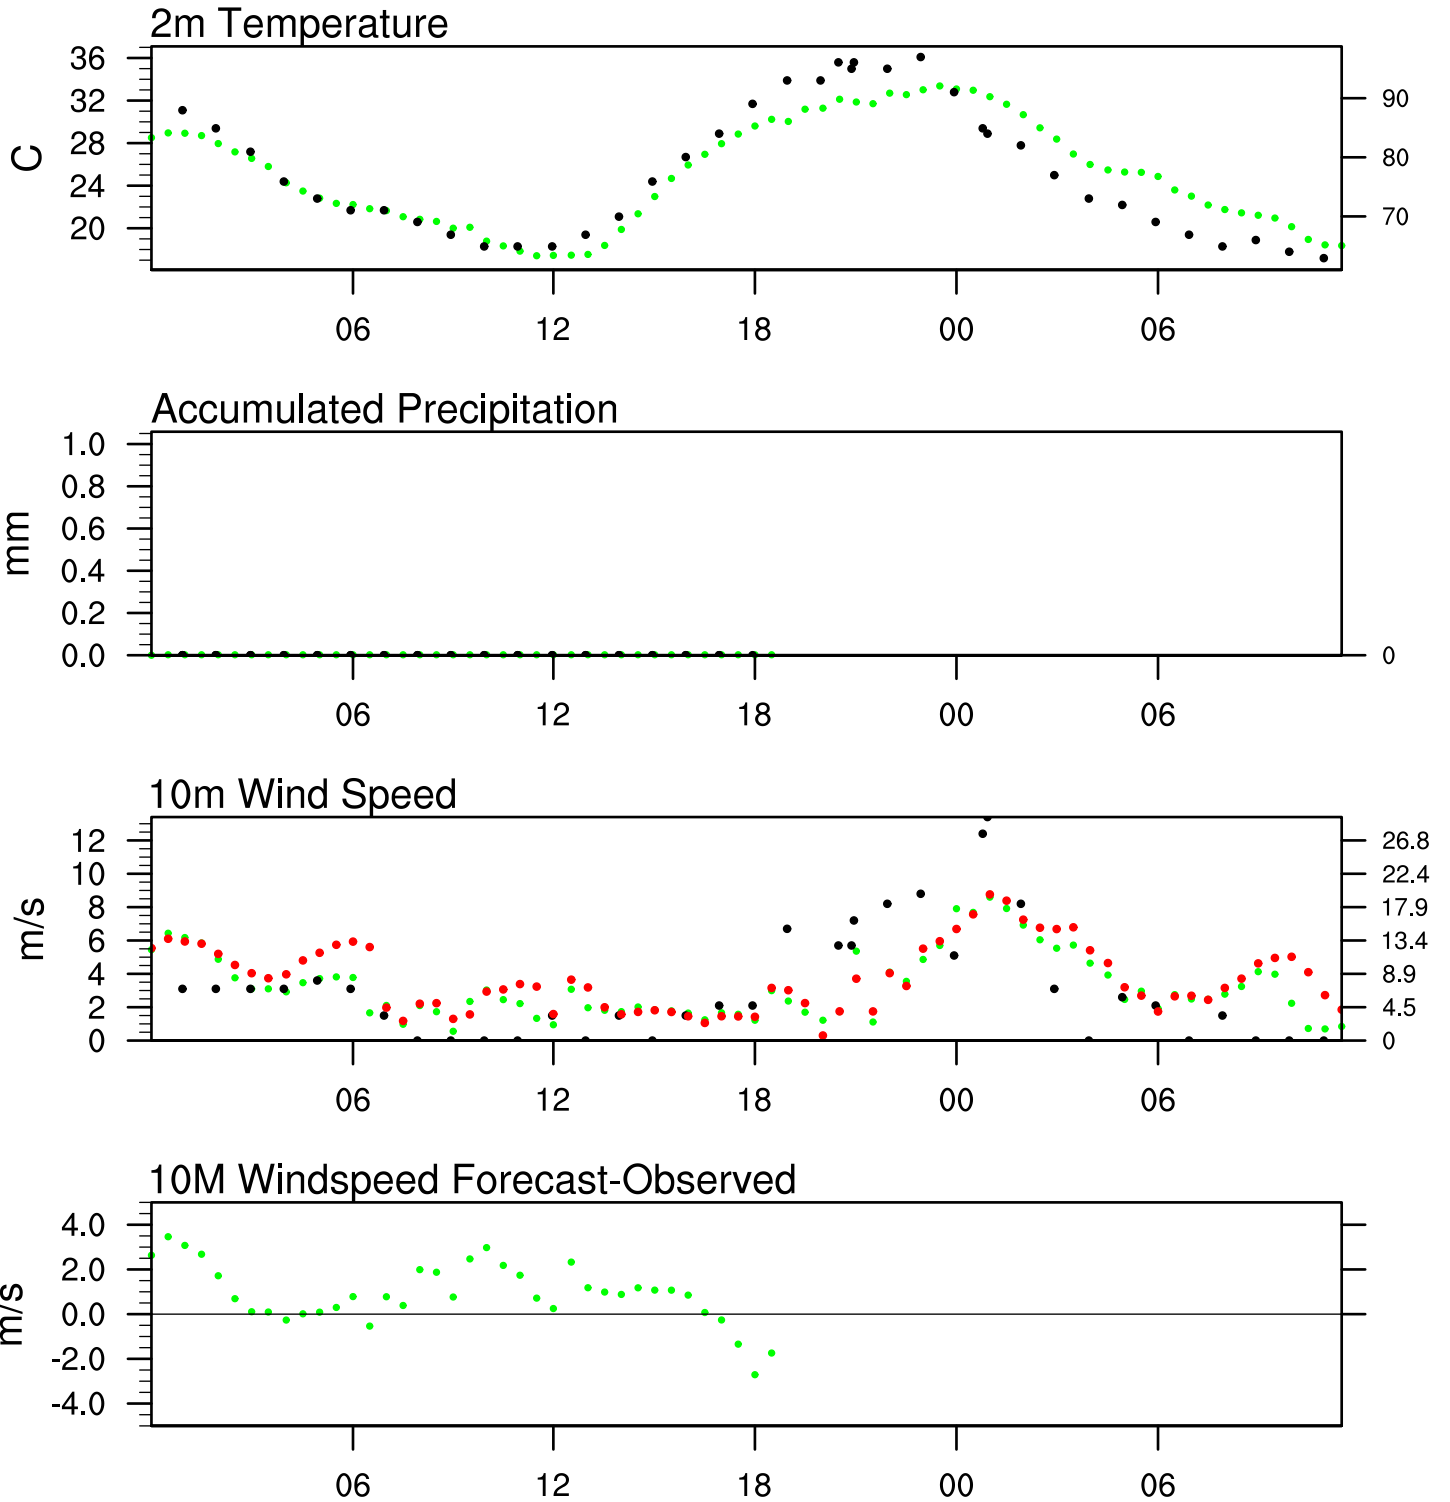 2m Temperature
36
32
28
24
20
C
90
80
70
06 12 18 00 06
Accumulated Precipitation
1.0
0.8
0.6
0.4
0.2
0.0
mm
0
06 12 18 00 06
10m Wind Speed
12
10
8
6
4
2
0
m/s
26.8
22.4
17.9
13.4
8.9
4.5
0
06 12 18 00 06
10M Windspeed Forecast-Observed
4.0
2.0
0.0
-2.0
-4.0
m/s
06 12 18 00 06